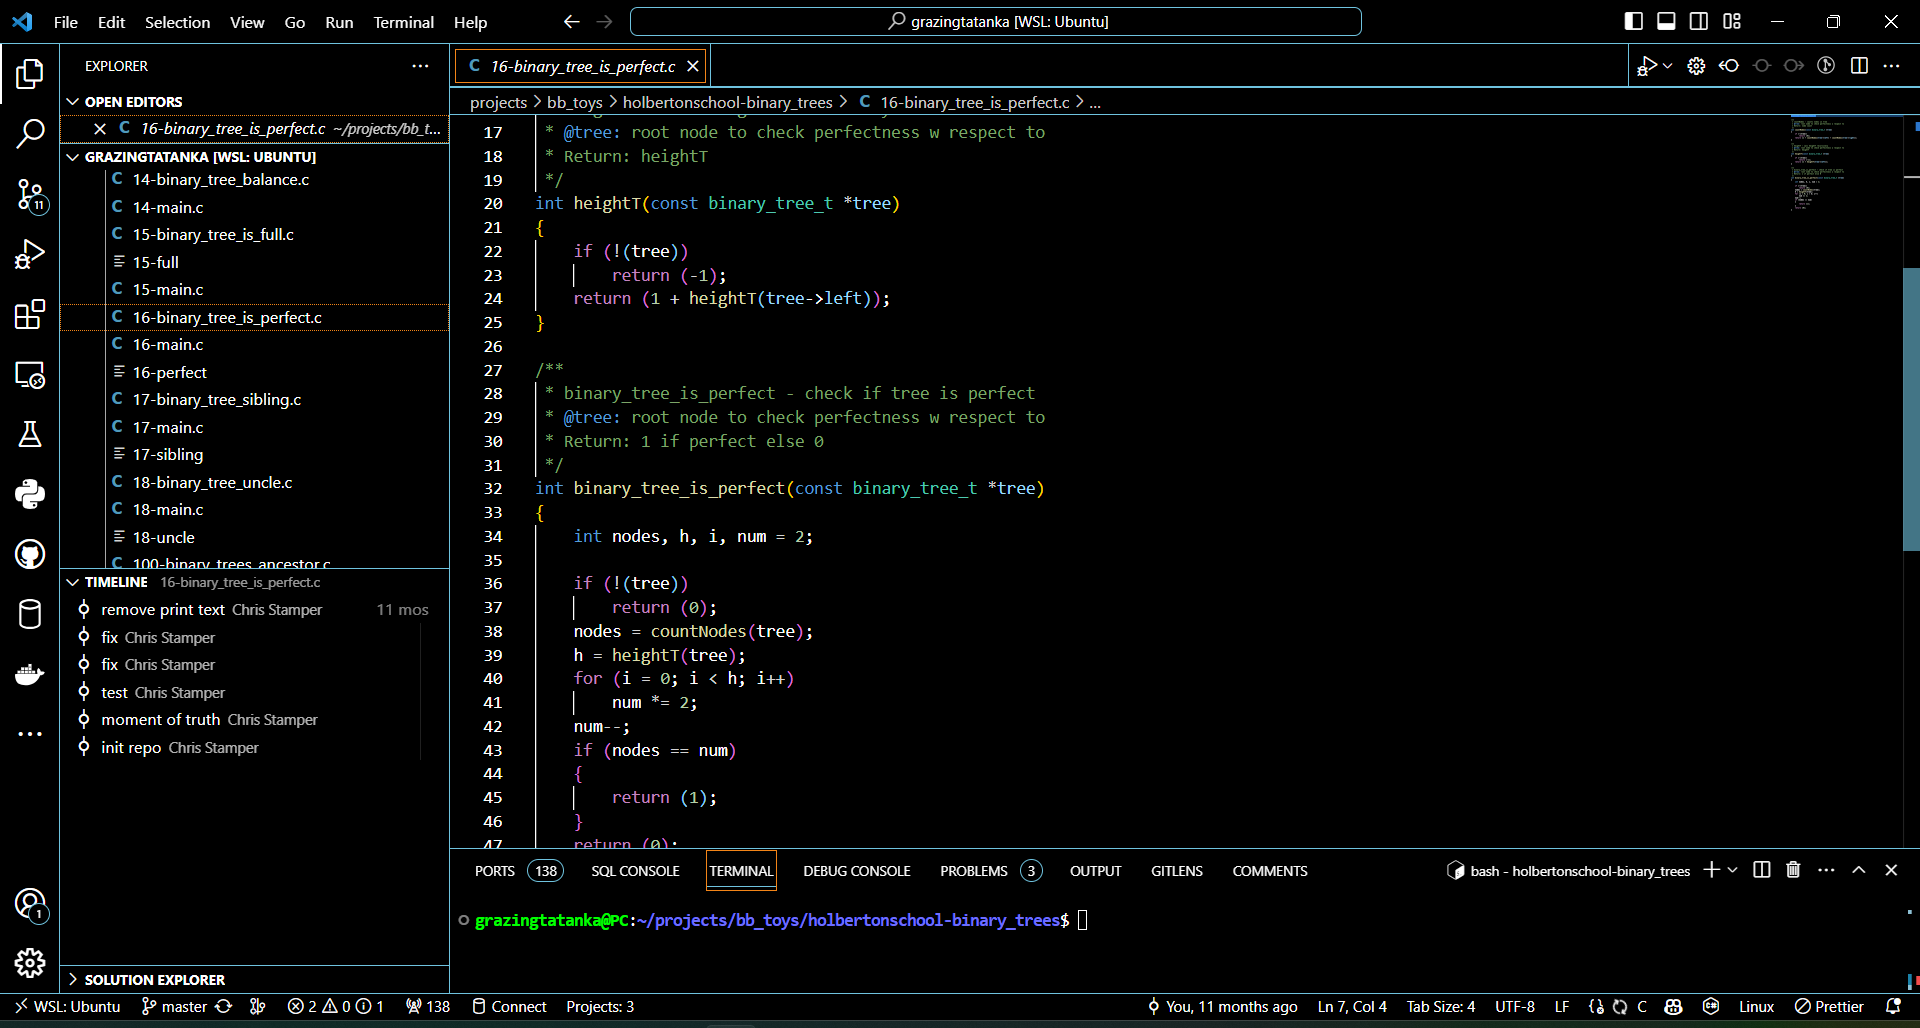 File Edit Selection View Go Run Terminal Help
grazingtatanka [WSL: Ubuntu]
EXPLORER
OPEN EDITORS
C 16-binary_tree_is_perfect.c ~/projects/bb_t...
GRAZINGTATANKA [WSL: UBUNTU]
C 14-binary_tree_balance.c
C 14-main.c
C 15-binary_tree_is_full.c
15-full
C 15-main.c
C 16-binary_tree_is_perfect.c
C 16-main.c
16-perfect
C 17-binary_tree_sibling.c
C 17-main.c
17-sibling
C 18-binary_tree_uncle.c
C 18-main.c
18-uncle
C 100-binary_trees_ancestor.c
TIMELINE 16-binary_tree_is_perfect.c
remove print text Chris Stamper 11 mos
fix Chris Stamper
fix Chris Stamper
test Chris Stamper
moment of truth Chris Stamper
init repo Chris Stamper
SOLUTION EXPLORER
11
1
C 16-binary_tree_is_perfect.c
projects > bb_toys > holbertonschool-binary_trees > C 16-binary_tree_is_perfect.c > ...
17 * @tree: root node to check perfectness w respect to
18 * Return: heightT
19 */
20 int heightT(const binary_tree_t *tree)
21 {
22 if (!(tree))
23 return (-1);
24 return (1 + heightT(tree->left));
25 }
26
27 /**
28 * binary_tree_is_perfect - check if tree is perfect
29 * @tree: root node to check perfectness w respect to
30 * Return: 1 if perfect else 0
31 */
32 int binary_tree_is_perfect(const binary_tree_t *tree)
33 {
34 int nodes, h, i, num = 2;
35
36 if (!(tree))
37 return (0);
38 nodes = countNodes(tree);
39 h = heightT(tree);
40 for (i = 0; i < h; i++)
41 num *= 2;
42 num--;
43 if (nodes == num)
44 {
45 return (1);
46 }
47 return (0);
PORTS 138 SQL CONSOLE TERMINAL DEBUG CONSOLE PROBLEMS 3 OUTPUT GITLENS COMMENTS bash - holbertonschool-binary_trees
grazingtatanka@PC:~/projects/bb_toys/holbertonschool-binary_trees$
WSL: Ubuntu master 2 0 1 138 Connect Projects: 3 You, 11 months ago Ln 7, Col 4 Tab Size: 4 UTF-8 LF C Linux Prettier